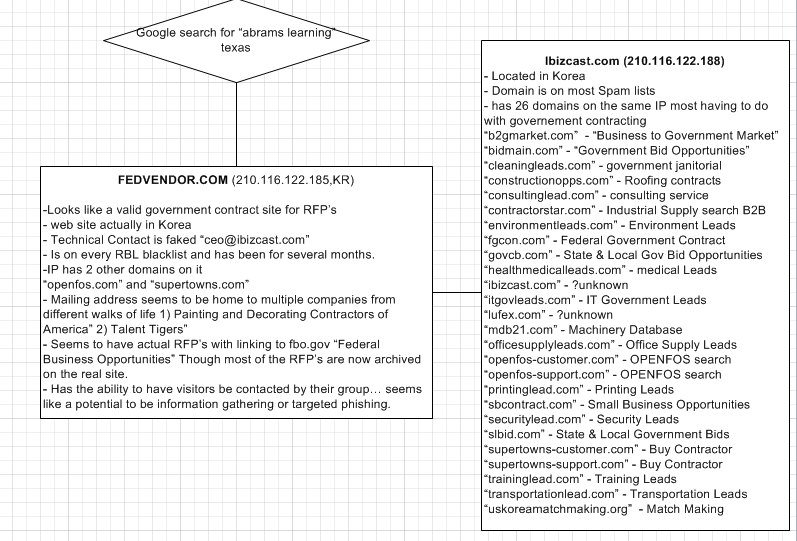 Google search for “abrams learning”
texas
FEDVENDOR.COM (210.116.122.185,KR)
-Looks like a valid government contract site for RFP’s
- web site actually in Korea
- Technical Contact is faked “ceo@ibizcast.com”
- Is on every RBL blacklist and has been for several months.
-IP has 2 other domains on it
“openfos.com” and “supertowns.com”
- Mailing address seems to be home to multiple companies from
different walks of life 1) Painting and Decorating Contractors of
America” 2) Talent Tigers”
- Seems to have actual RFP’s with linking to fbo.gov “Federal
Business Opportunities” Though most of the RFP’s are now archived
on the real site.
- Has the ability to have visitors be contacted by their group… seems
like a potential to be information gathering or targeted phishing.
Ibizcast.com (210.116.122.188)
- Located in Korea
- Domain is on most Spam lists
- has 26 domains on the same IP most having to do
with governement contracting
“b2gmarket.com” - “Business to Government Market”
“bidmain.com” - “Government Bid Opportunities”
“cleaningleads.com” - government janitorial
“constructionopps.com” - Roofing contracts
“consultinglead.com” - consulting service
“contractorstar.com” - Industrial Supply search B2B
“environmentleads.com” - Environment Leads
“fgcon.com” - Federal Government Contract
“govcb.com” - State & Local Gov Bid Opportunities
“healthmedicalleads.com” - medical Leads
“ibizcast.com” - ?unknown
“itgovleads.com” - IT Government Leads
“lufex.com” - ?unknown
“mdb21.com” - Machinery Database
“officesupplyleads.com” - Office Supply Leads
“openfos-customer.com” - OPENFOS search
“openfos-support.com” - OPENFOS search
“printinglead.com” - Printing Leads
“sbcontract.com” - Small Business Opportunities
“securitylead.com” - Security Leads
“slbid.com” - State & Local Government Bids
“supertowns-customer.com” - Buy Contractor
“supertowns-support.com” - Buy Contractor
“traininglead.com” - Training Leads
“transportationlead.com” - Transportation Leads
“uskoreamatchmaking.org” - Match Making